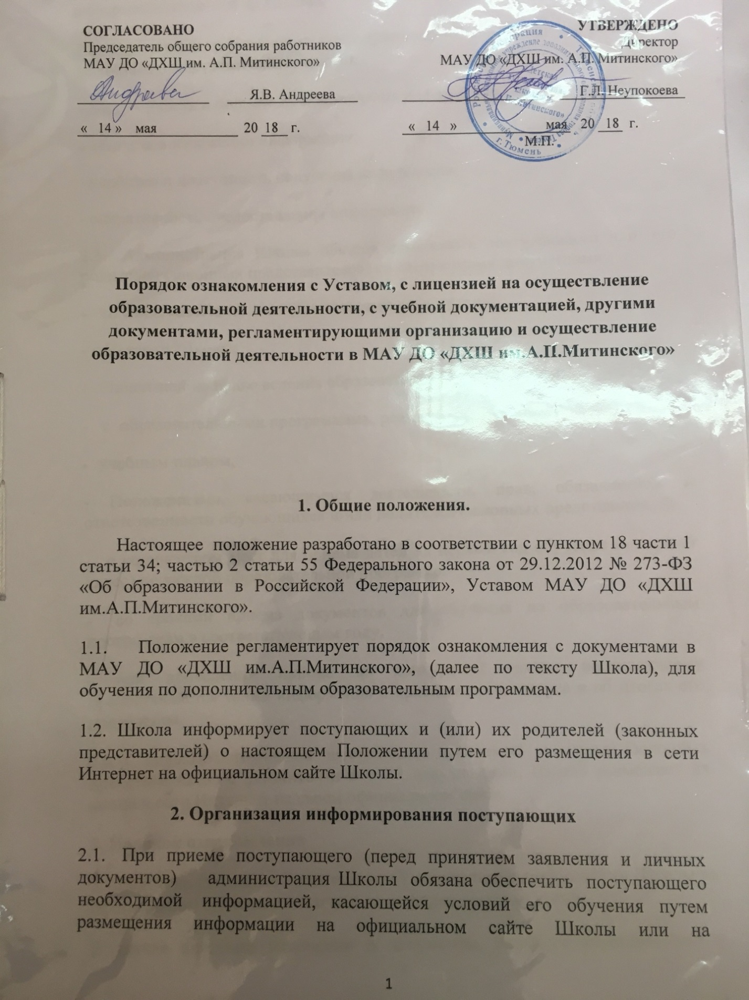 СОГЛАСОВАНО
Председатель общего собрания работников
МАУ ДО «ДХШ им. А.П. Митинского»
Андреева Я.В. Андреева
« 14 » мая 20 18 г.
УТВЕРЖДЕНО
Директор
МАУ ДО «ДХШ им. А.П. Митинского»
Г.Л. Неупокоева
« 14 » мая 20 18 г.
М.П.
г. Тюмень
Порядок ознакомления с Уставом, с лицензией на осуществление
образовательной деятельности, с учебной документацией, другими
документами, регламентирующими организацию и осуществление
образовательной деятельности в МАУ ДО «ДХШ им.А.П.Митинского»
1. Общие положения.
Настоящее положение разработано в соответствии с пунктом 18 части 1
статьи 34; частью 2 статьи 55 Федерального закона от 29.12.2012 № 273-ФЗ
«Об образовании в Российской Федерации», Уставом МАУ ДО «ДХШ
им.А.П.Митинского».
1.1. Положение регламентирует порядок ознакомления с документами в
МАУ ДО «ДХШ им.А.П.Митинского», (далее по тексту Школа), для
обучения по дополнительным образовательным программам.
1.2. Школа информирует поступающих и (или) их родителей (законных
представителей) о настоящем Положении путем его размещения в сети
Интернет на официальном сайте Школы.
2. Организация информирования поступающих
2.1. При приеме поступающего (перед принятием заявления и личных
документов) администрация Школы обязана обеспечить поступающего
необходимой информацией, касающейся условий его обучения путем
размещения информации на официальном сайте Школы или на
1